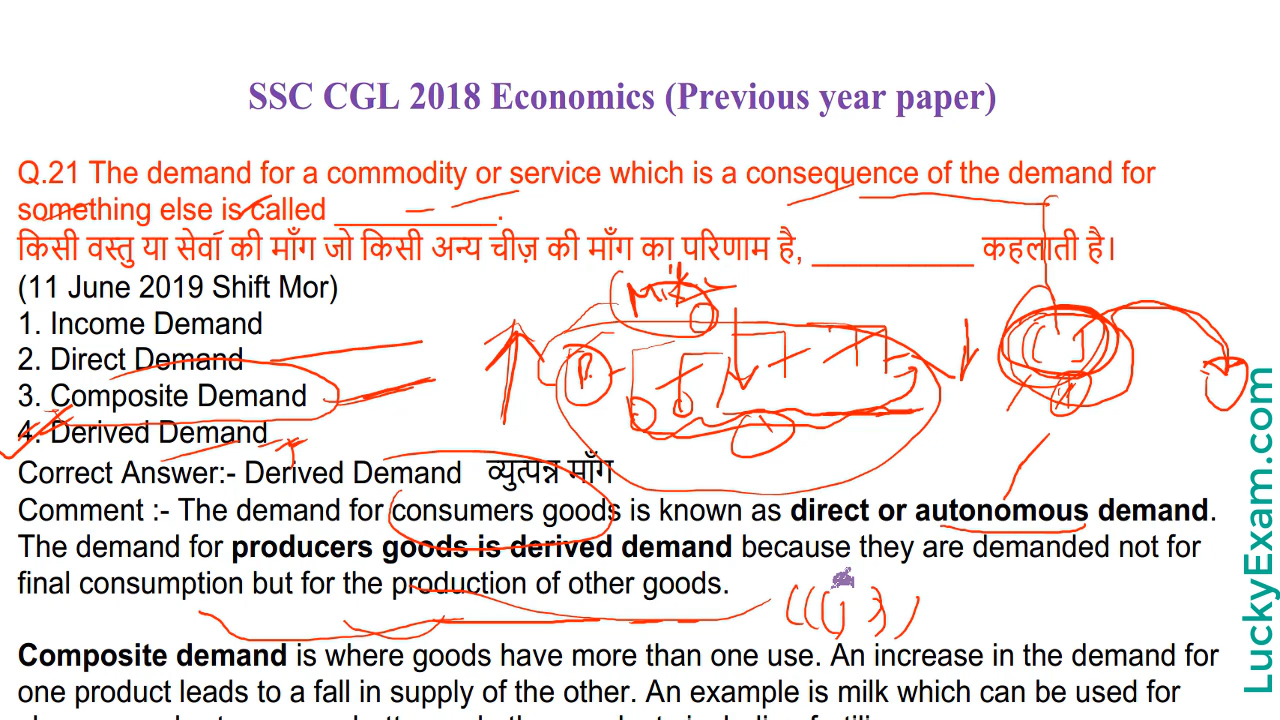 SSC CGL 2018 Economics (Previous year paper)
Q.21 The demand for a commodity or service which is a consequence of the demand for
something else is called __________.
किसी वस्तु या सेवा की माँग जो किसी अन्य चीज़ की माँग का परिणाम है, __________ कहलाती है।
(11 June 2019 Shift Mor)
1. Income Demand
2. Direct Demand
3. Composite Demand
4. Derived Demand
Correct Answer:- Derived Demand व्युत्पन्न माँग
Comment :- The demand for consumers goods is known as direct or autonomous demand.
The demand for producers goods is derived demand because they are demanded not for
final consumption but for the production of other goods.
Composite demand is where goods have more than one use. An increase in the demand for
one product leads to a fall in supply of the other. An example is milk which can be used for
Milk
LuckyExam.com